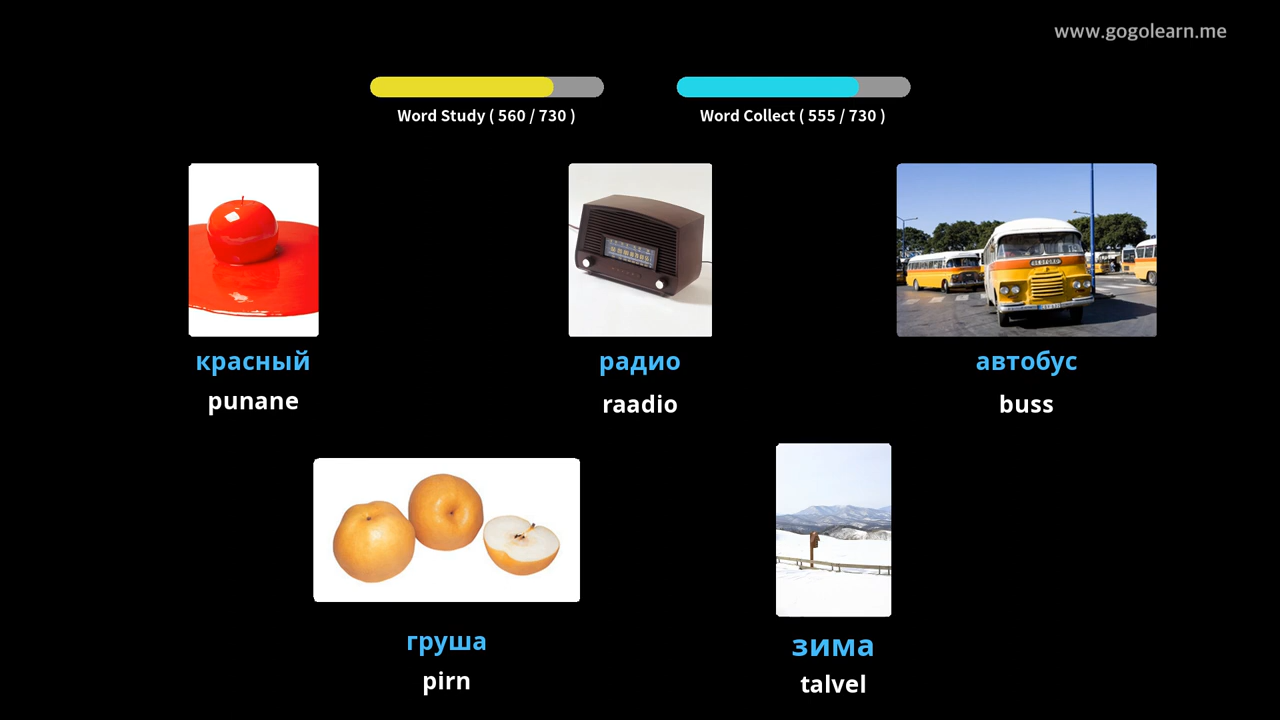 www.gogolearn.me
Word Study ( 560 / 730 )
Word Collect ( 555 / 730 )
красный
punane
радио
raadio
автобус
buss
груша
pirn
зима
talvel